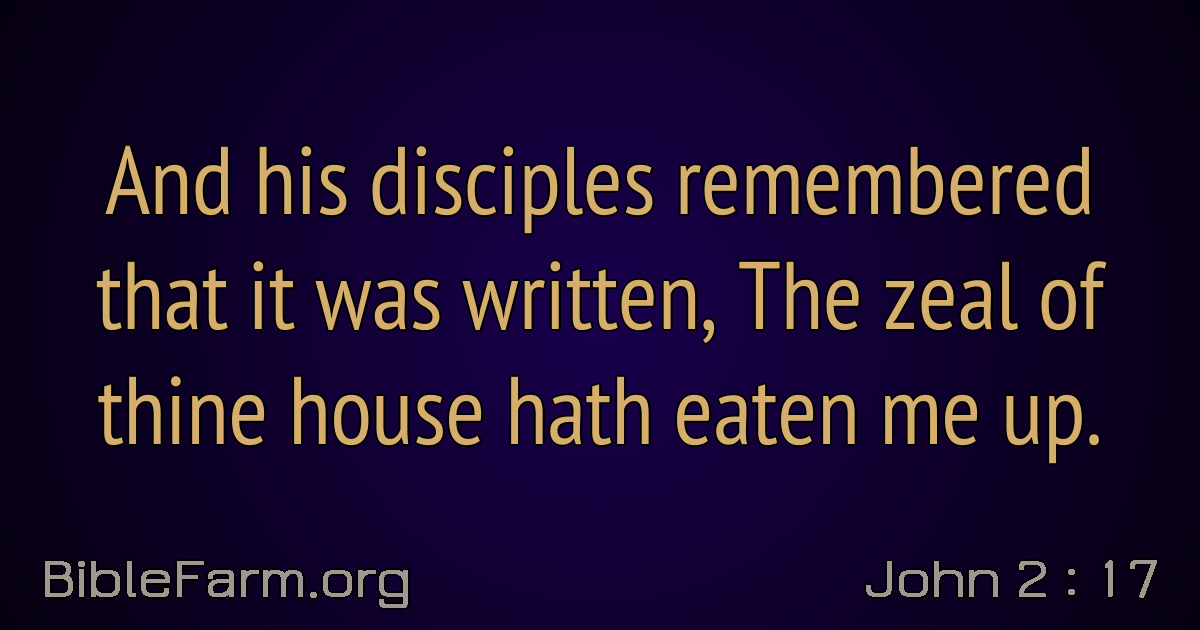 And his disciples remembered
that it was written, The zeal of
thine house hath eaten me up.
BibleFarm.org
John 2 : 17